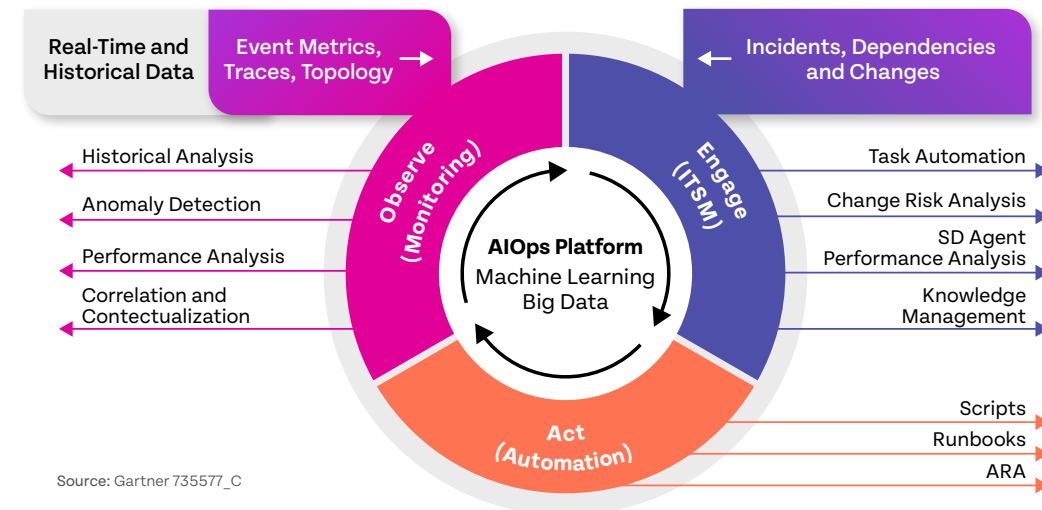 Real-Time and
Historical Data
Event Metrics,
Traces, Topology
Incidents, Dependencies
and Changes
Historical Analysis
Anomaly Detection
Performance Analysis
Correlation and
Contectualization
Observe
(Monitoring)
Engage
(ITSM)
AIOps Platform
Machine Learning
Big Data
Task Automation
Change Risk Analysis
SD Agent
Performance Analysis
Knowledge
Management
Act
(Automation)
Scripts
Runbooks
ARA
Source: Gartner 735577_C